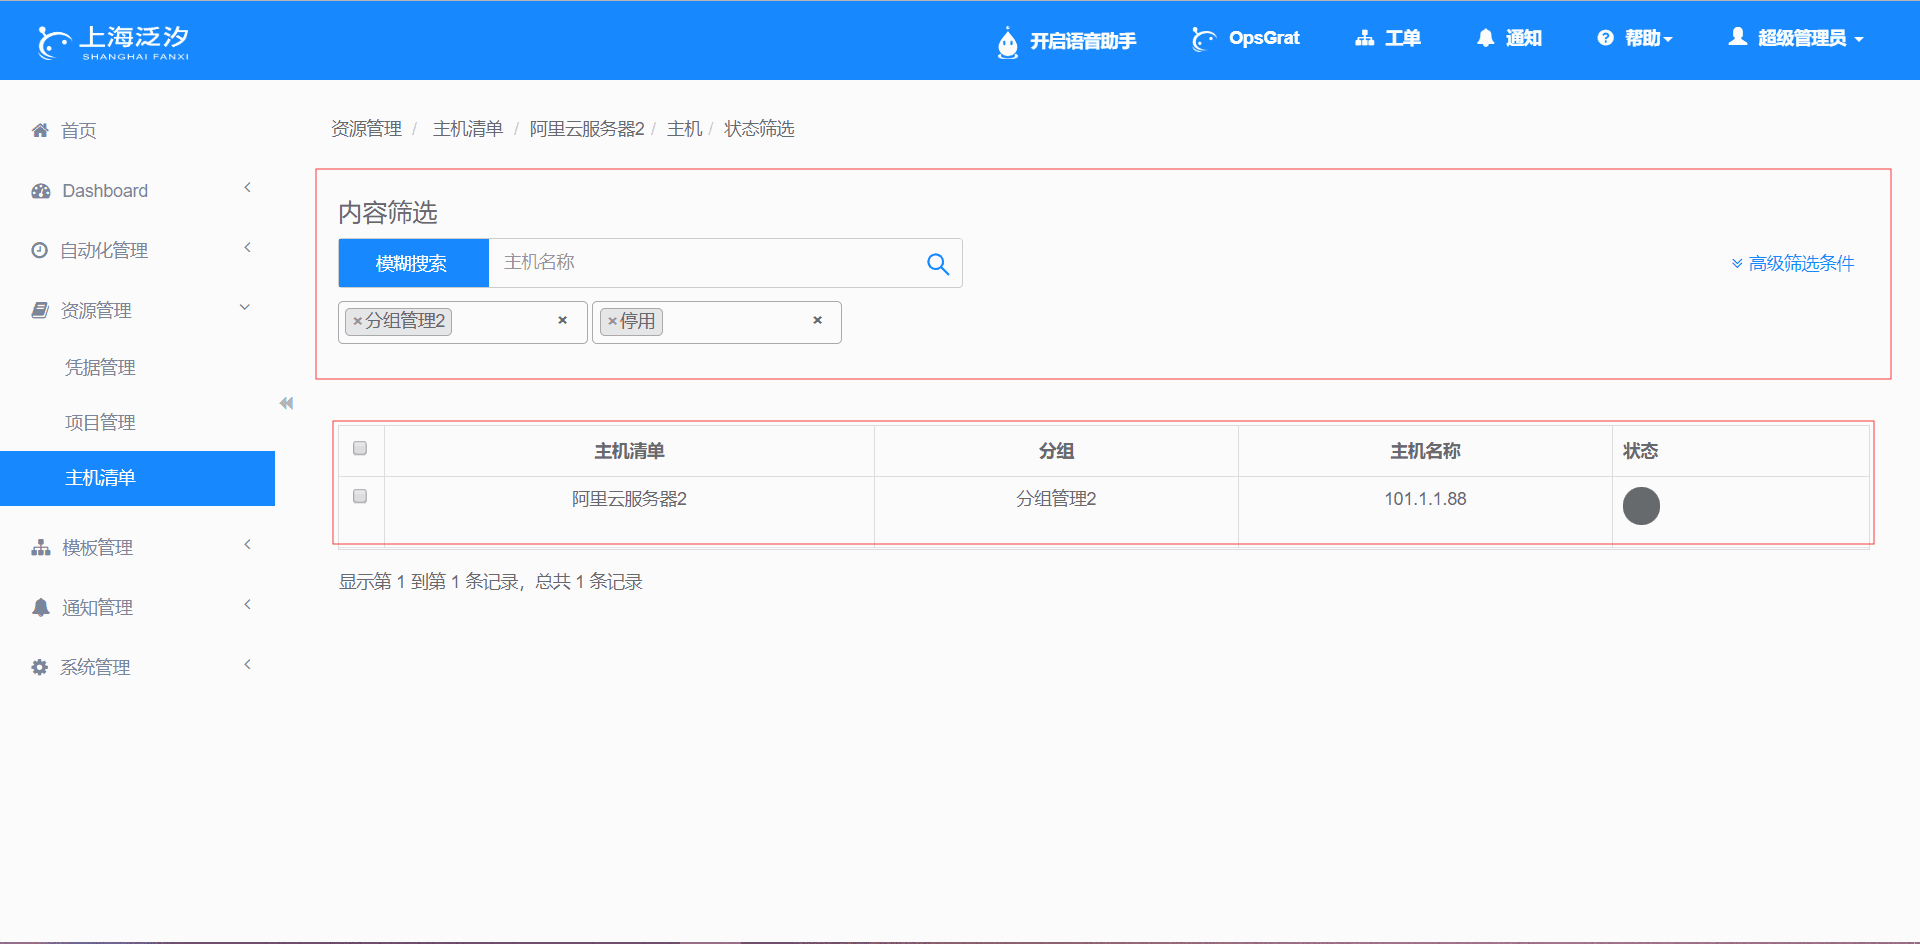 上海泛汐
SHANGHAI FANXI
开启语音助手
OpsGrat
工单
通知
帮助
超级管理员
首页
Dashboard
自动化管理
资源管理
凭据管理
项目管理
主机清单
模板管理
通知管理
系统管理
资源管理 / 主机清单 / 阿里云服务器2 / 主机 / 状态筛选
内容筛选
模糊搜索 主机名称
高级筛选条件
×分组管理2 × ×停用 ×
主机清单 分组 主机名称 状态
阿里云服务器2 分组管理2 101.1.1.88
显示第 1 到第 1 条记录，总共 1 条记录